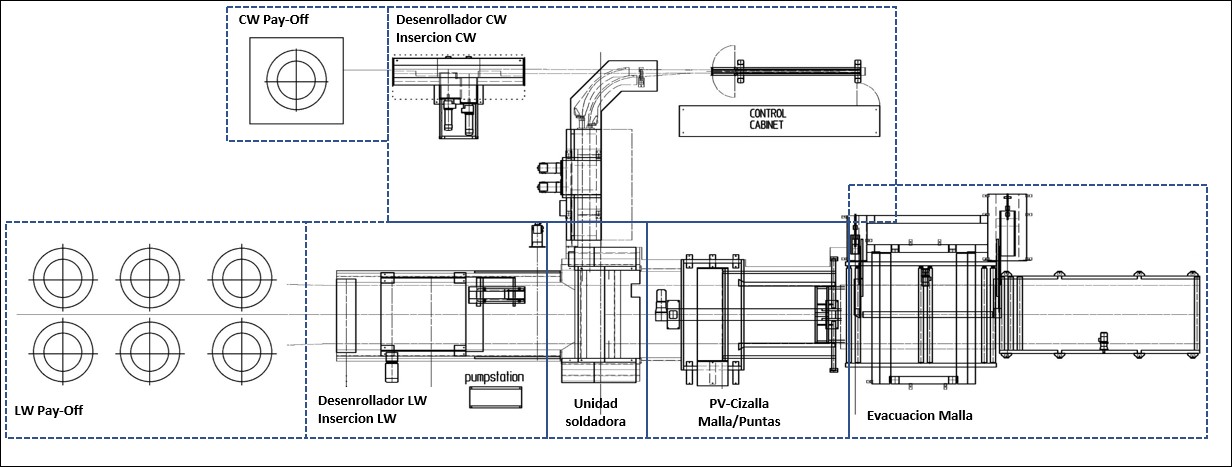 CW Pay-Off
Desenrollador CW
Insercion CW
CONTROL
CABINET
pumpstation
LW Pay-Off
Desenrollador LW
Insercion LW
Unidad
soldadora
PV-Cizalla
Malla/Puntas
Evacuacion Malla